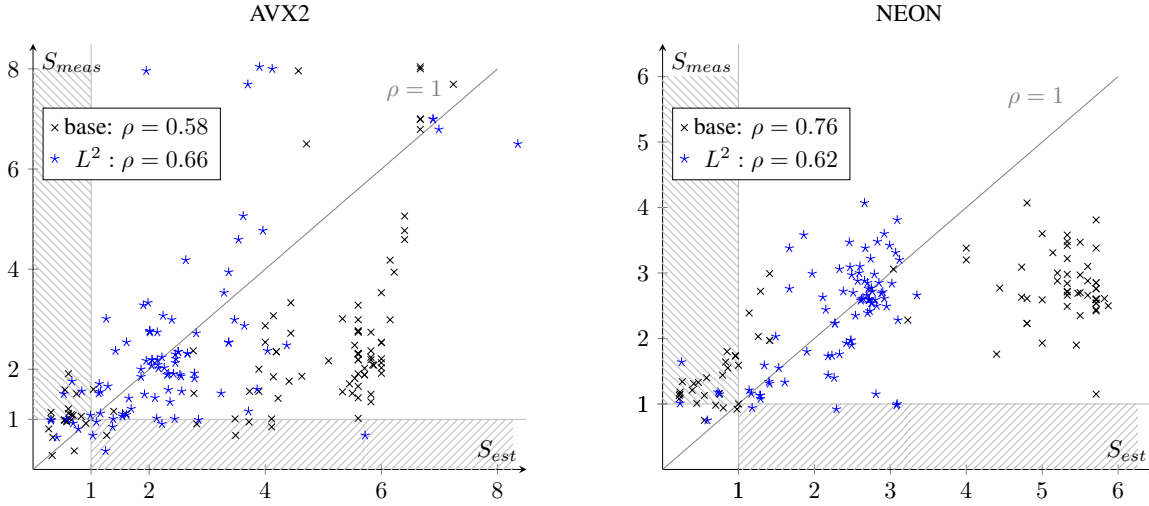 AVX2
S_meas
8
6
4
2
1
ρ = 1
base: ρ = 0.58
L² : ρ = 0.66
S_est
1 2 4 6 8
NEON
S_meas
6
5
4
3
2
1
ρ = 1
base: ρ = 0.76
L² : ρ = 0.62
S_est
1 2 3 4 5 6